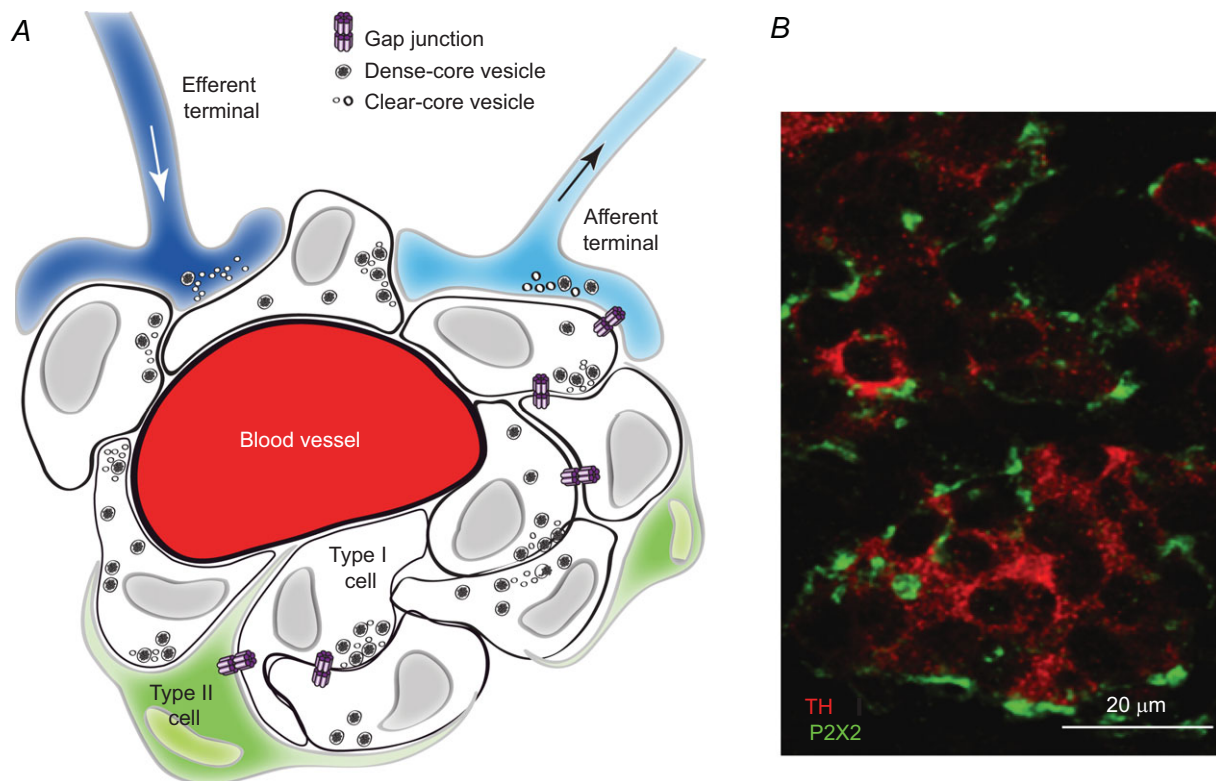 A
Gap junction
Dense-core vesicle
Clear-core vesicle
Efferent
terminal
Afferent
terminal
Blood vessel
Type I
cell
Type II
cell
B
TH
P2X2
20 μm